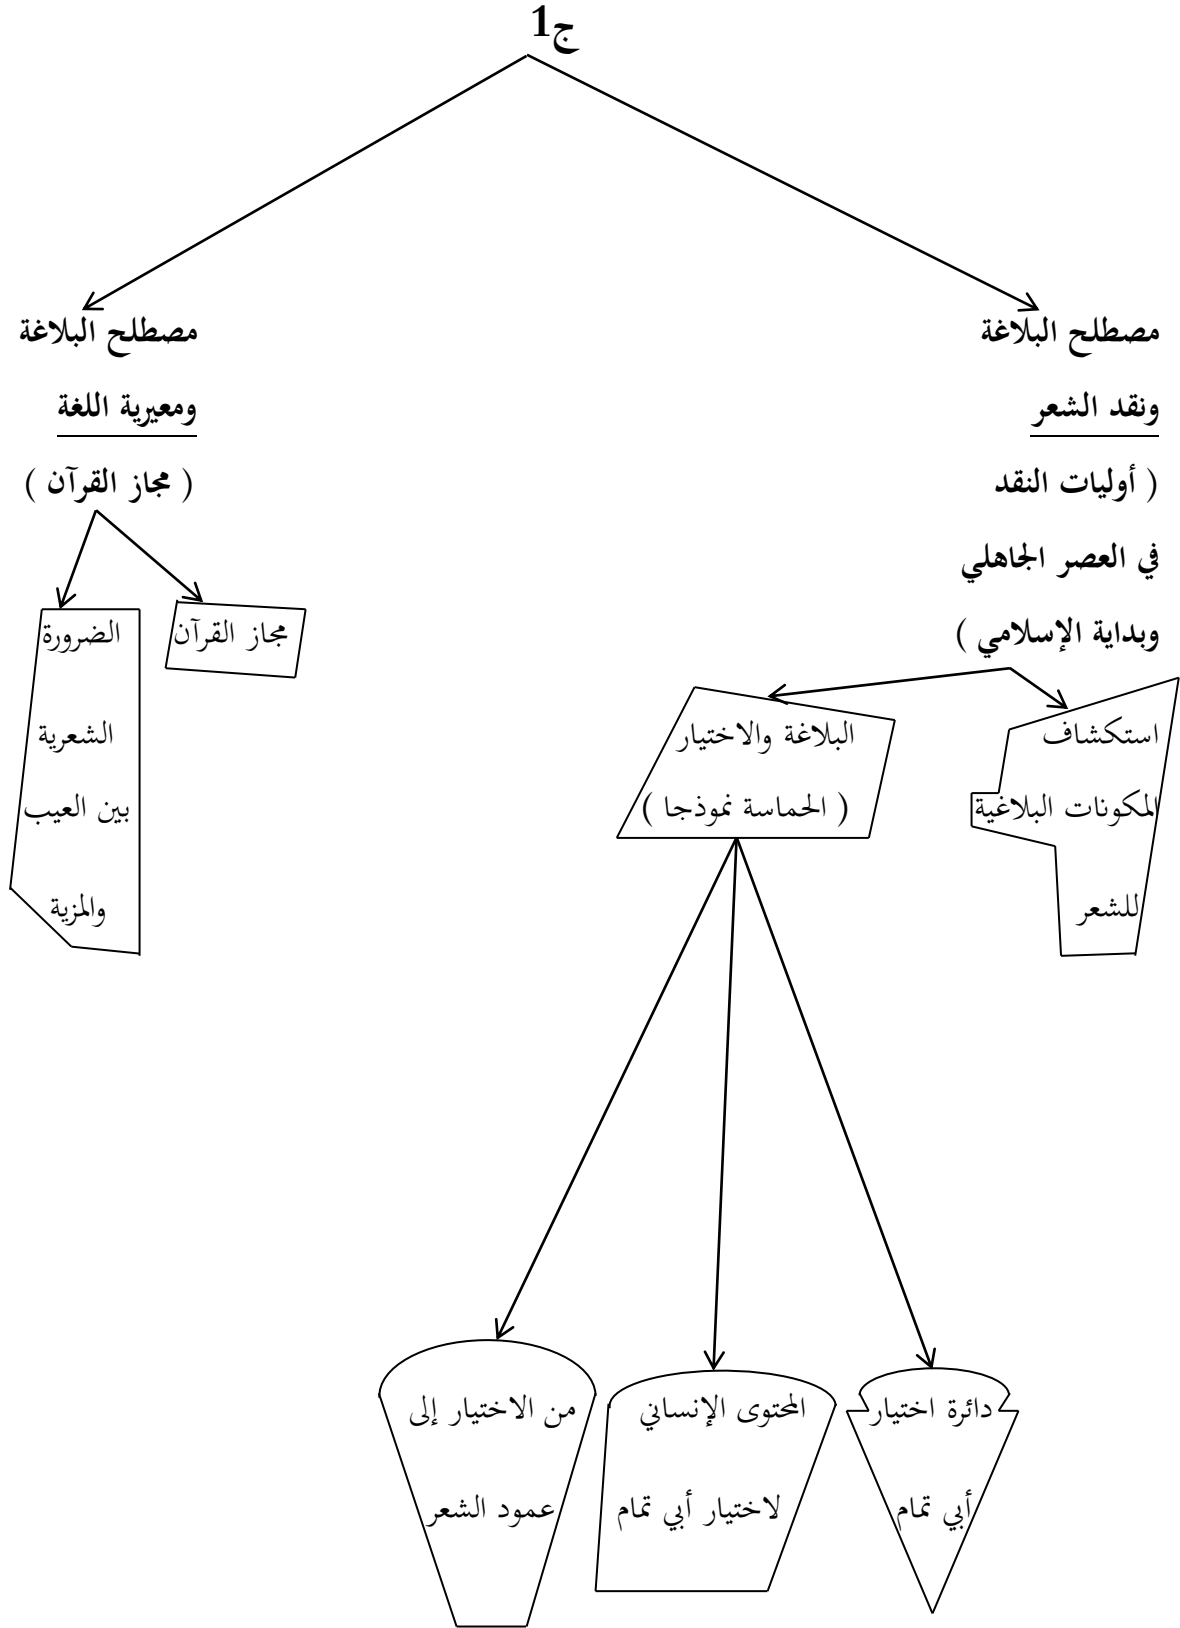 ج1
مصطلح البلاغة
ونقد الشعر
( أوليات النقد
في العصر الجاهلي
وبداية الإسلامي )
مصطلح البلاغة
ومعيرية اللغة
( مجاز القرآن )
استكشاف
المكونات البلاغية
للشعر
البلاغة والاختيار
( الحماسة نموذجا )
مجاز القرآن
الضرورة
الشعرية
بين العيب
والمزية
دائرة اختيار
أبي تمام
المحتوى الإنساني
لاختيار أبي تمام
من الاختيار إلى
عمود الشعر